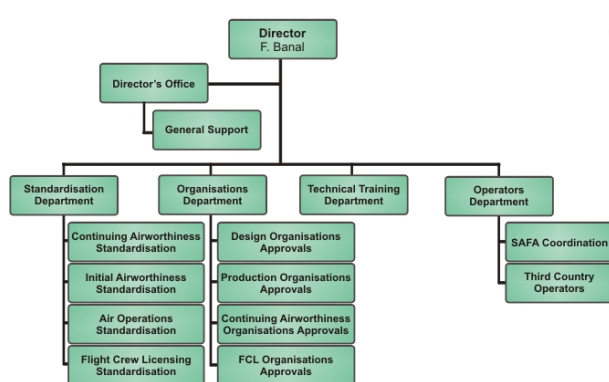 Director
F. Banal
Director's Office
General Support
Standardisation
Department
Organisations
Department
Technical Training
Department
Operators
Department
Continuing Airworthiness
Standardisation
Initial Airworthiness
Standardisation
Air Operations
Standardisation
Flight Crew Licensing
Standardisation
Design Organisations
Approvals
Production Organisations
Approvals
Continuing Airworthiness
Organisations Approvals
FCL Organisations
Approvals
SAFA Coordination
Third Country
Operators